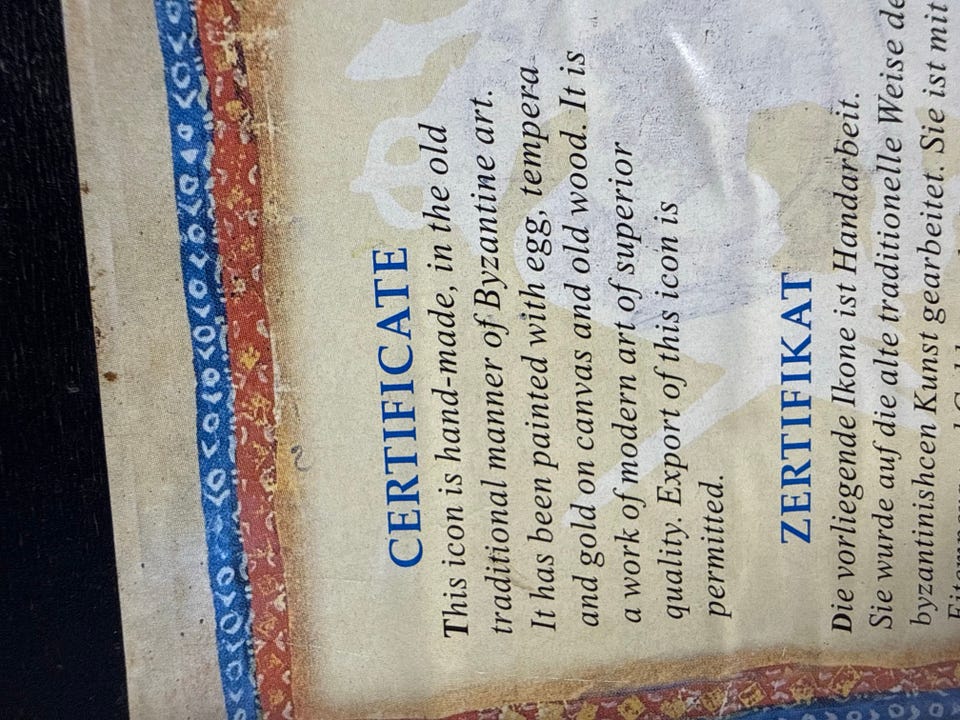 CERTIFICATE
This icon is hand-made, in the old
traditional manner of Byzantine art.
It has been painted with egg, tempera
and gold on canvas and old wood. It is
a work of modern art of superior
quality. Export of this icon is
permitted.
ZERTIFIKAT
Die vorliegende Ikone ist Handarbeit.
Sie wurde auf die alte traditionelle Weise de
byzantinishcen Kunst gearbeitet. Sie ist mit